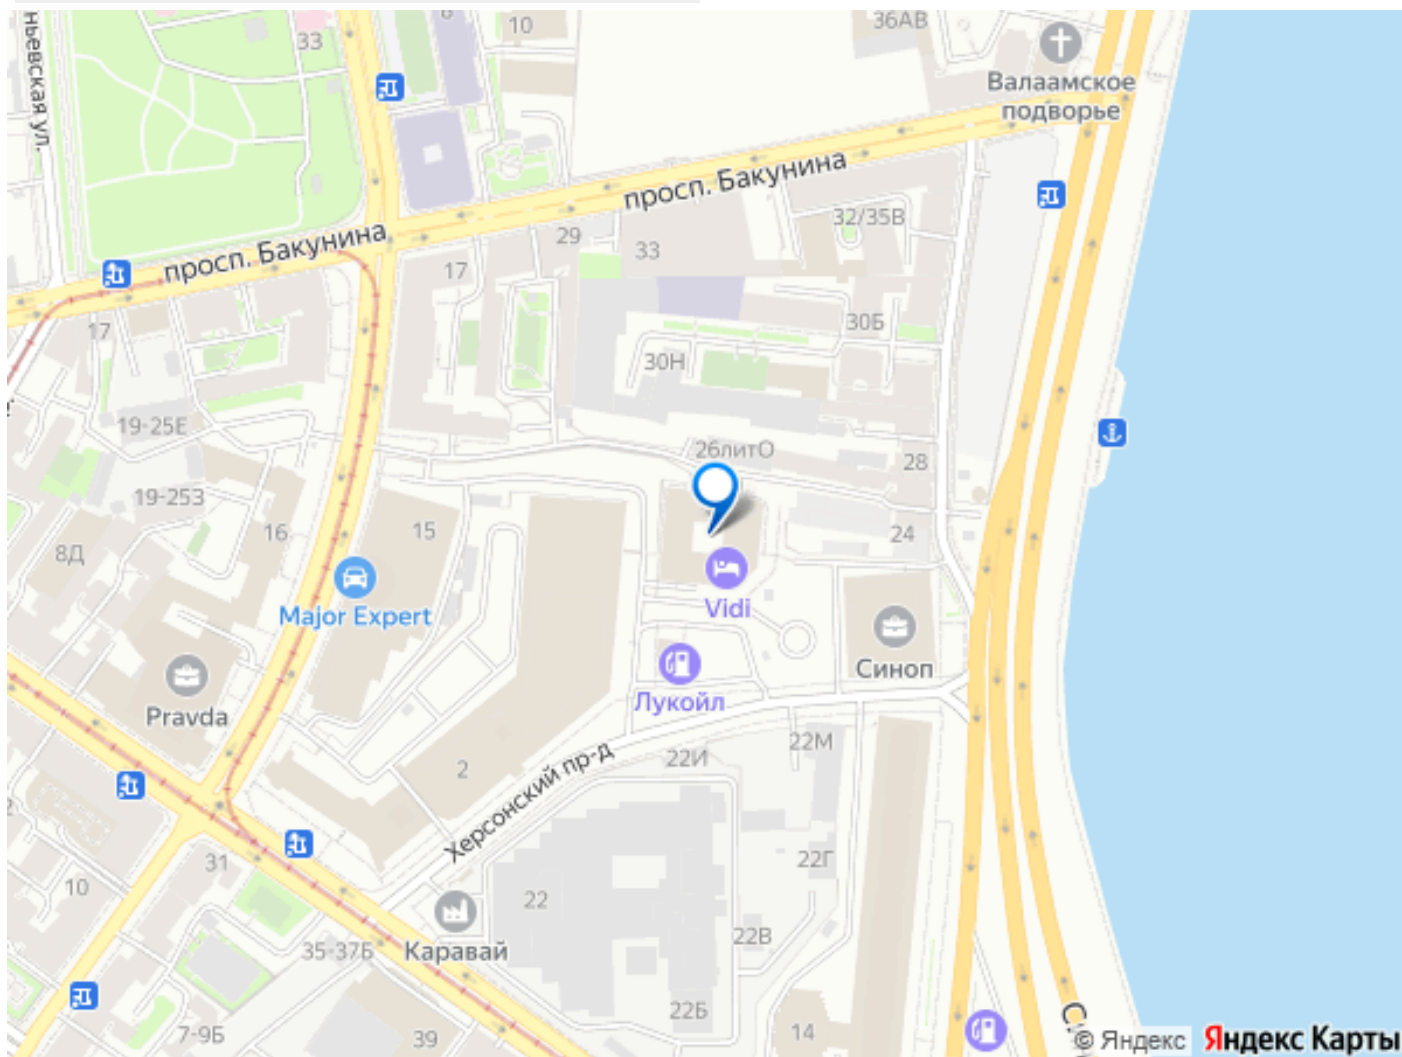 ньевская ул.
33
6
10
36АВ
Валаамское
подворье
просп. Бакунина
просп. Бакунина
29
33
32/35В
17
17
30Б
30Н
19-25Е
26литО
28
19-25З
16
15
24
8Д
Vidi
Major Expert
Синоп
Pravda
Лукойл
22М
22И
2
Херсонский пр-д
22Г
31
10
22
22В
35-37Б
Каравай
22Б
7-9Б
39
14
© Яндекс
Яндекс Карты